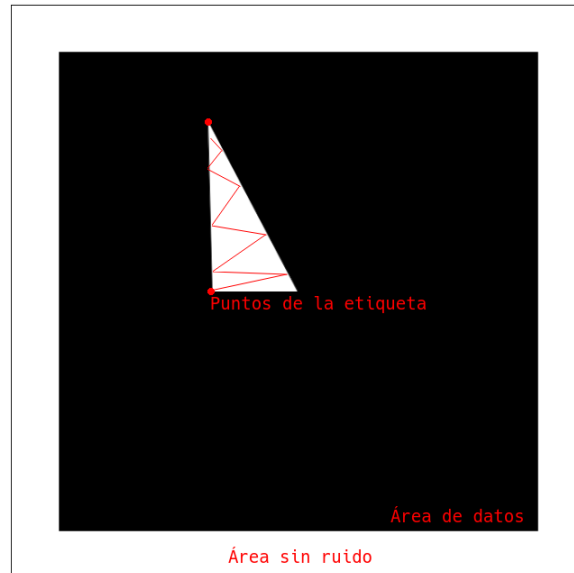 Puntos de la etiqueta
Área de datos
Área sin ruido